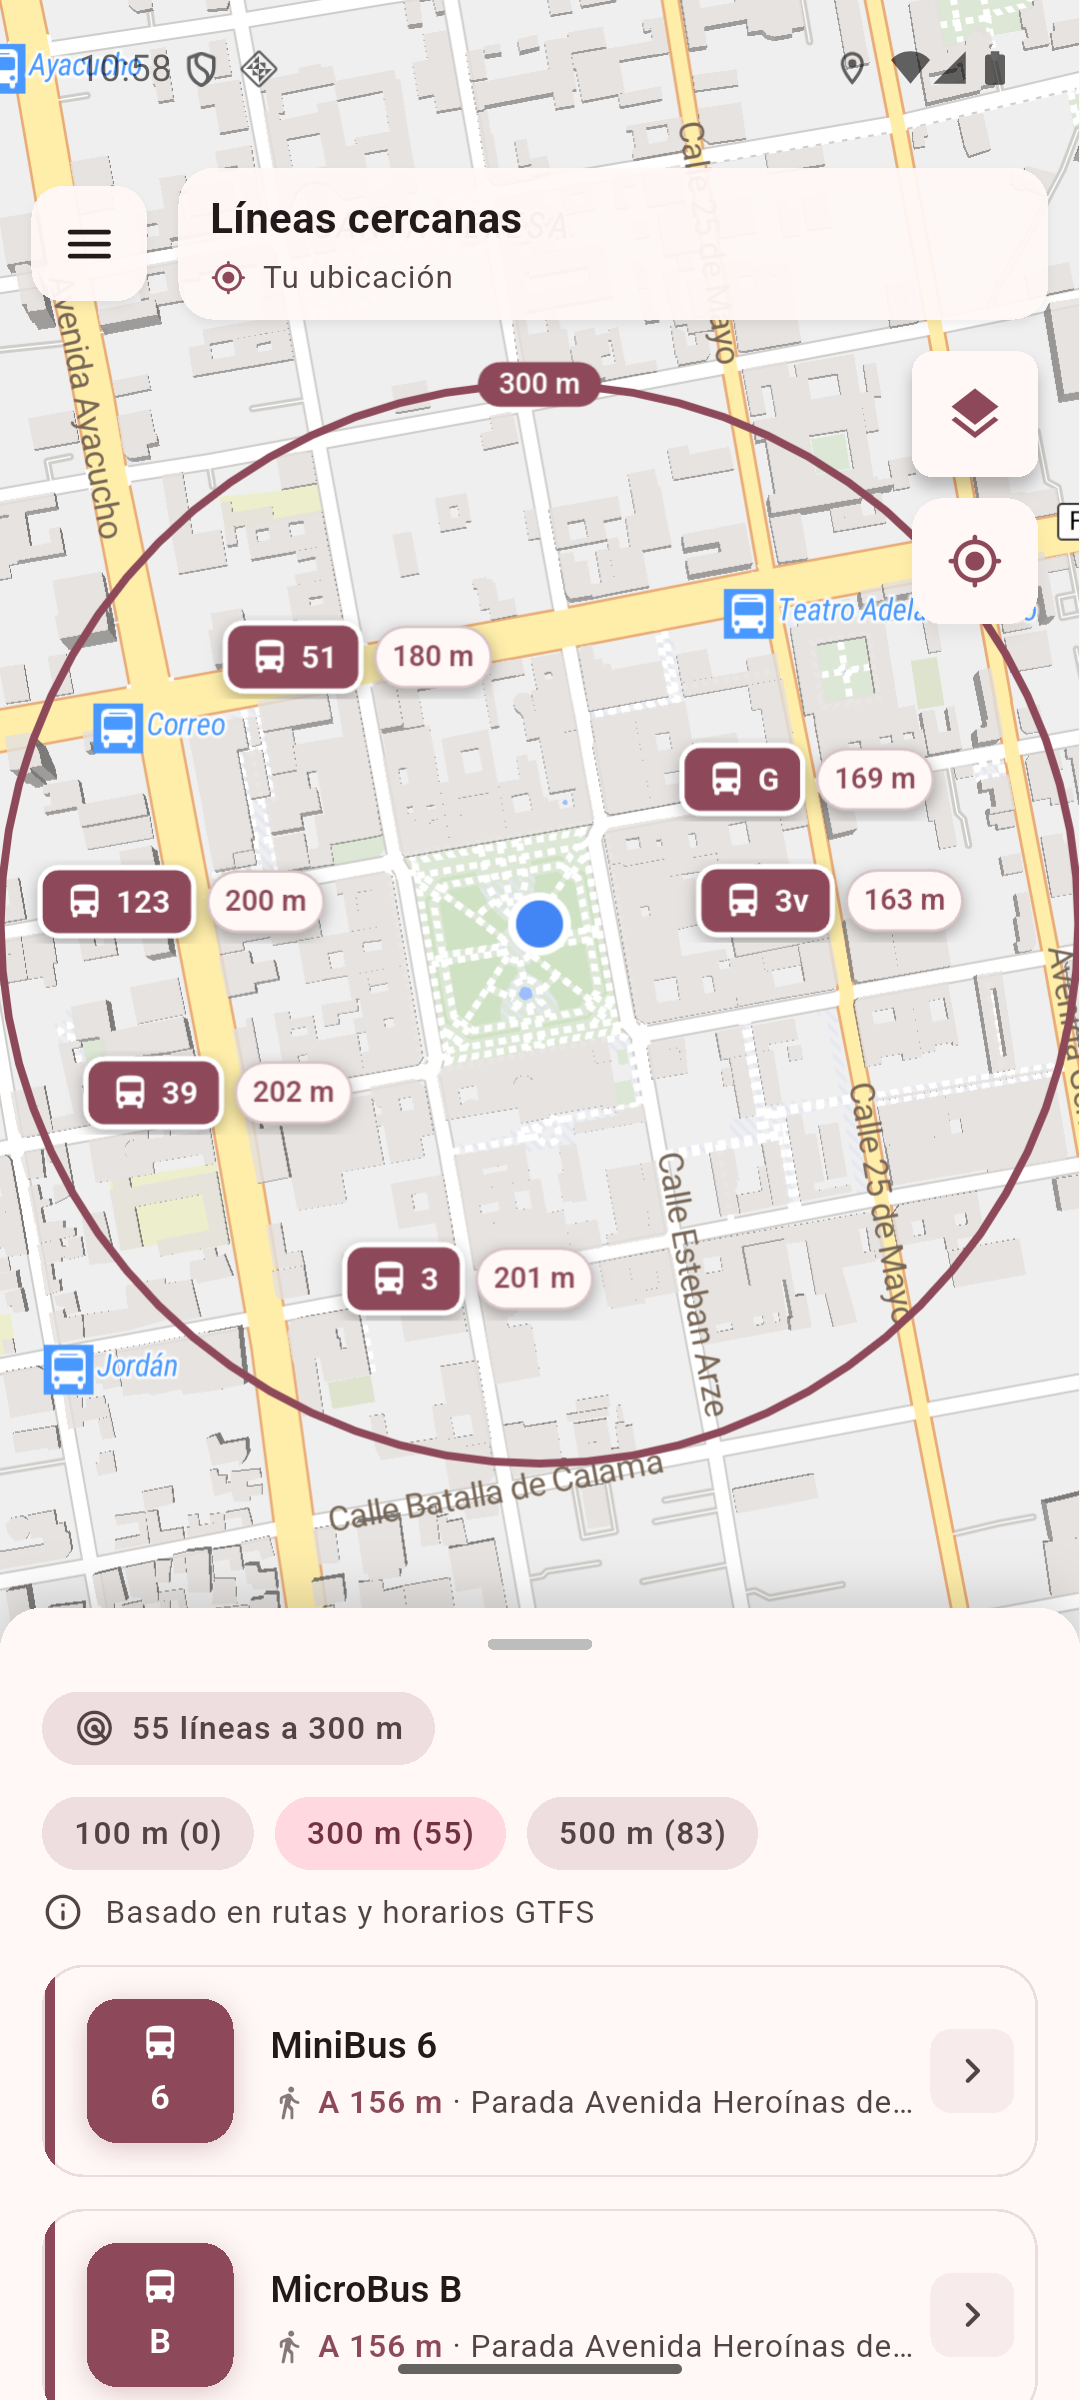 Ayacucho
10:58
Calle 25 de Mayo
Líneas cercanas
Tu ubicación
Avenida Ayacucho
300 m
F
Teatro Adela
51
180 m
Correo
G
169 m
123
200 m
3v
163 m
39
202 m
Calle 25 de Mayo
Calle Esteban Arze
3
201 m
Jordán
Calle Batalla de Calama
55 líneas a 300 m
100 m (0)
300 m (55)
500 m (83)
Basado en rutas y horarios GTFS
6
MiniBus 6
A 156 m · Parada Avenida Heroínas de…
B
MicroBus B
A 156 m · Parada Avenida Heroínas de…